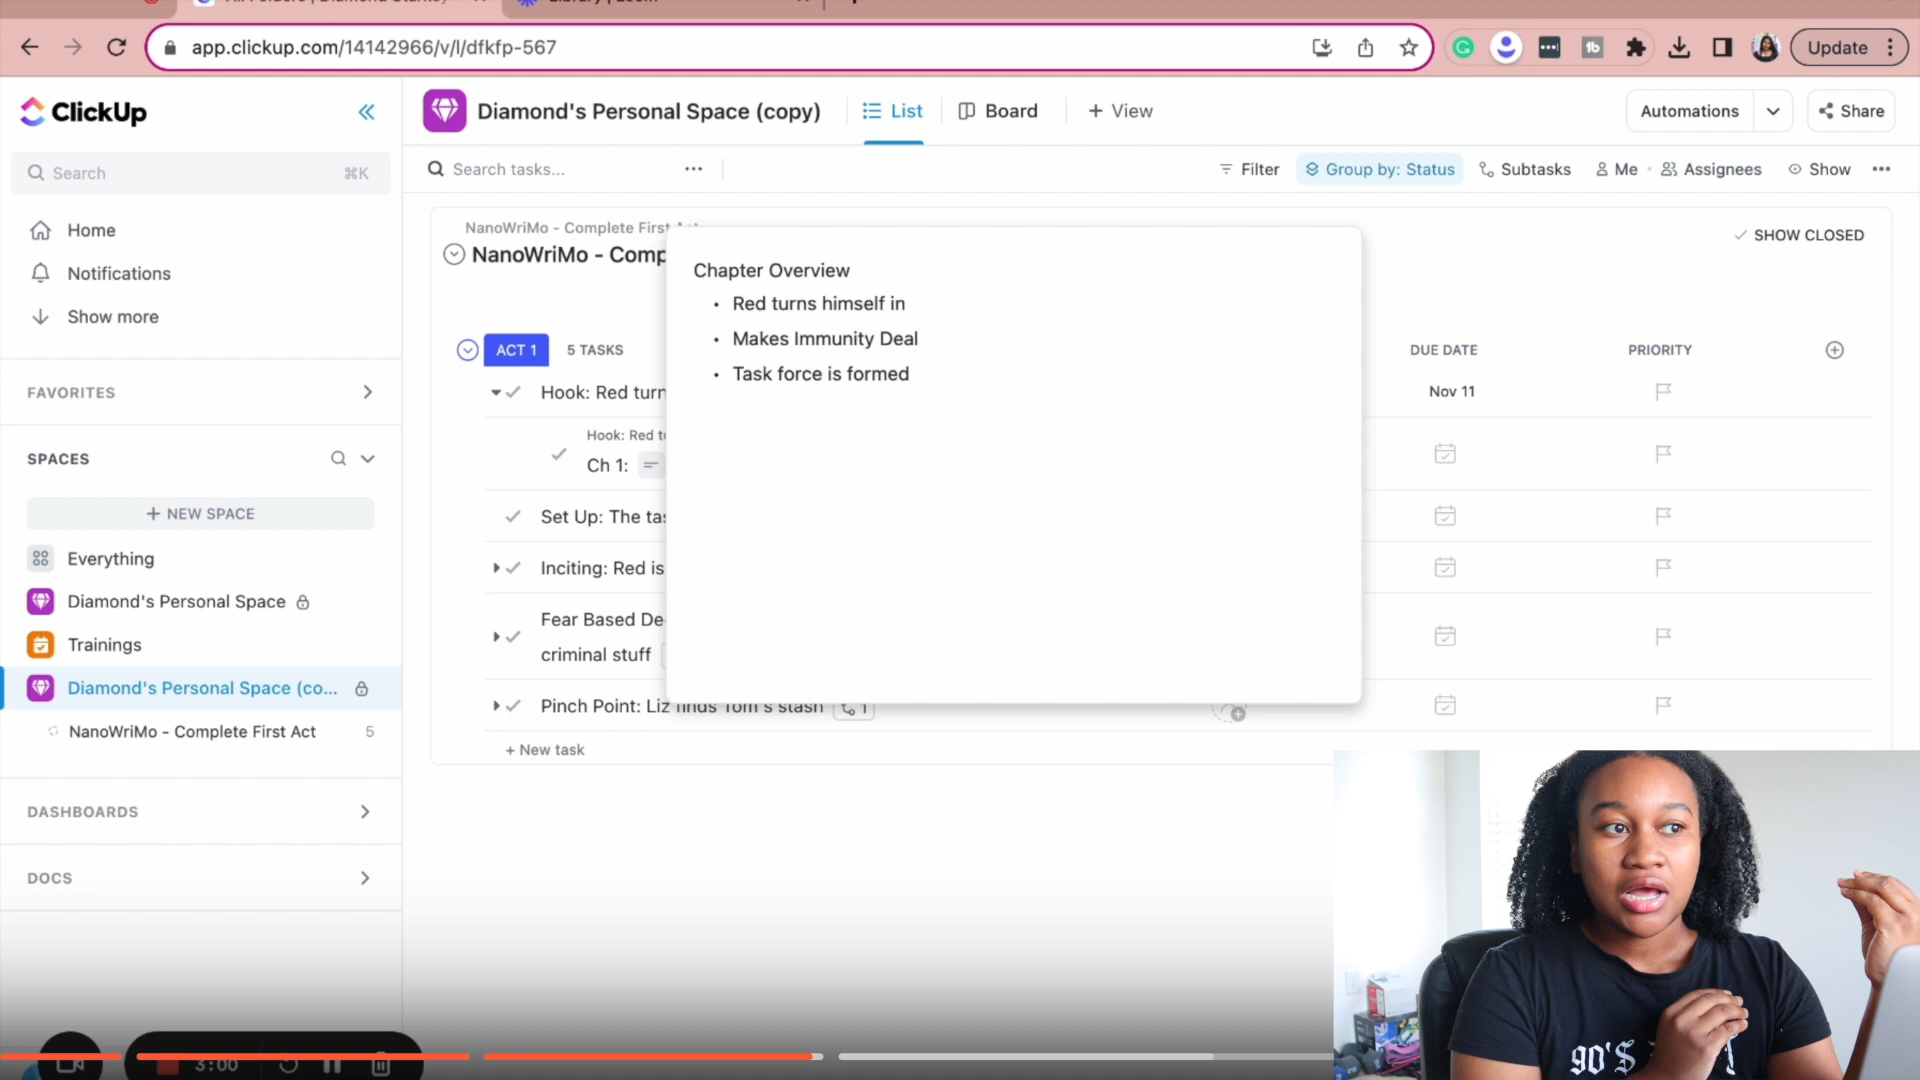 app.clickup.com/14142966/v/l/dfkfp-567
Update
ClickUp
Diamond's Personal Space (copy)
List
Board
+ View
Automations
Share
Search
⌘K
Search tasks...
Filter
Group by: Status
Subtasks
Me
Assignees
Show
Home
Notifications
Show more
NanoWriMo - Complete First Act
NanoWriMo - Comp
SHOW CLOSED
Chapter Overview
• Red turns himself in
• Makes Immunity Deal
• Task force is formed
ACT 1
5 TASKS
DUE DATE
PRIORITY
FAVORITES
Hook: Red turn
Nov 11
Hook: Red tu
Ch 1:
SPACES
+ NEW SPACE
Set Up: The tas
Everything
Inciting: Red is
Diamond's Personal Space
Fear Based De
Trainings
criminal stuff
Diamond's Personal Space (co...
Pinch Point: Liz finds Tom's stash
1
NanoWriMo - Complete First Act
5
+ New task
DASHBOARDS
DOCS
3:00
90'S